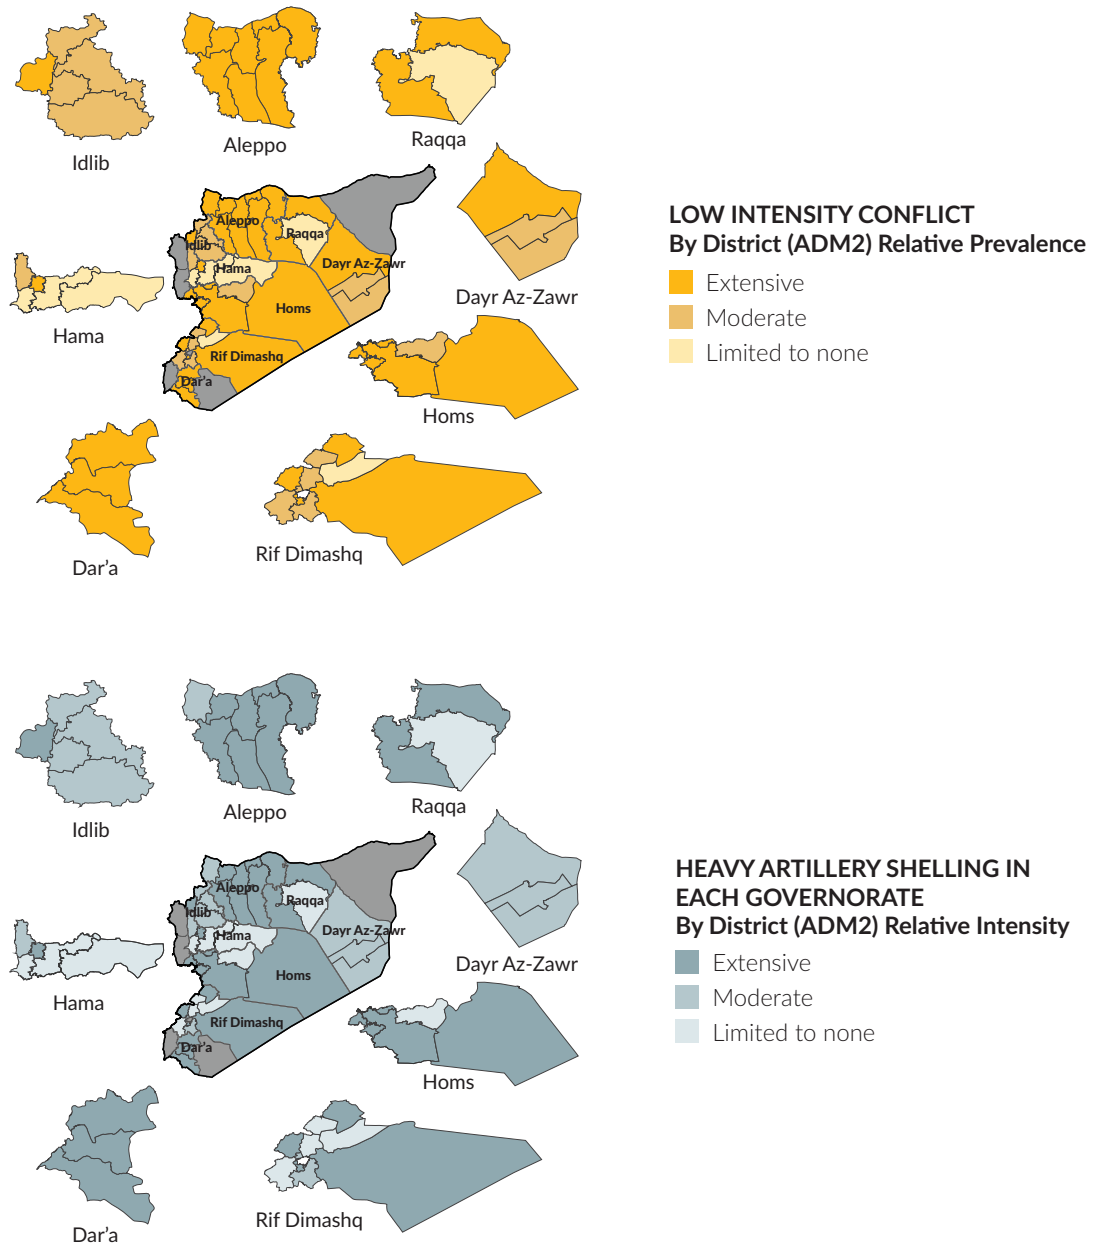 Idlib
Aleppo
Raqqa
Aleppo
Idlib
Raqqa
Hama
Dayr Az-Zawr
Homs
Rif Dimashq
Dar'a
Hama
Dayr Az-Zawr
Homs
Dar'a
Rif Dimashq
LOW INTENSITY CONFLICT
By District (ADM2) Relative Prevalence
Extensive
Moderate
Limited to none
Idlib
Aleppo
Raqqa
Aleppo
Idlib
Raqqa
Hama
Dayr Az-Zawr
Homs
Rif Dimashq
Dar'a
Hama
Dayr Az-Zawr
Homs
Dar'a
Rif Dimashq
HEAVY ARTILLERY SHELLING IN
EACH GOVERNORATE
By District (ADM2) Relative Intensity
Extensive
Moderate
Limited to none